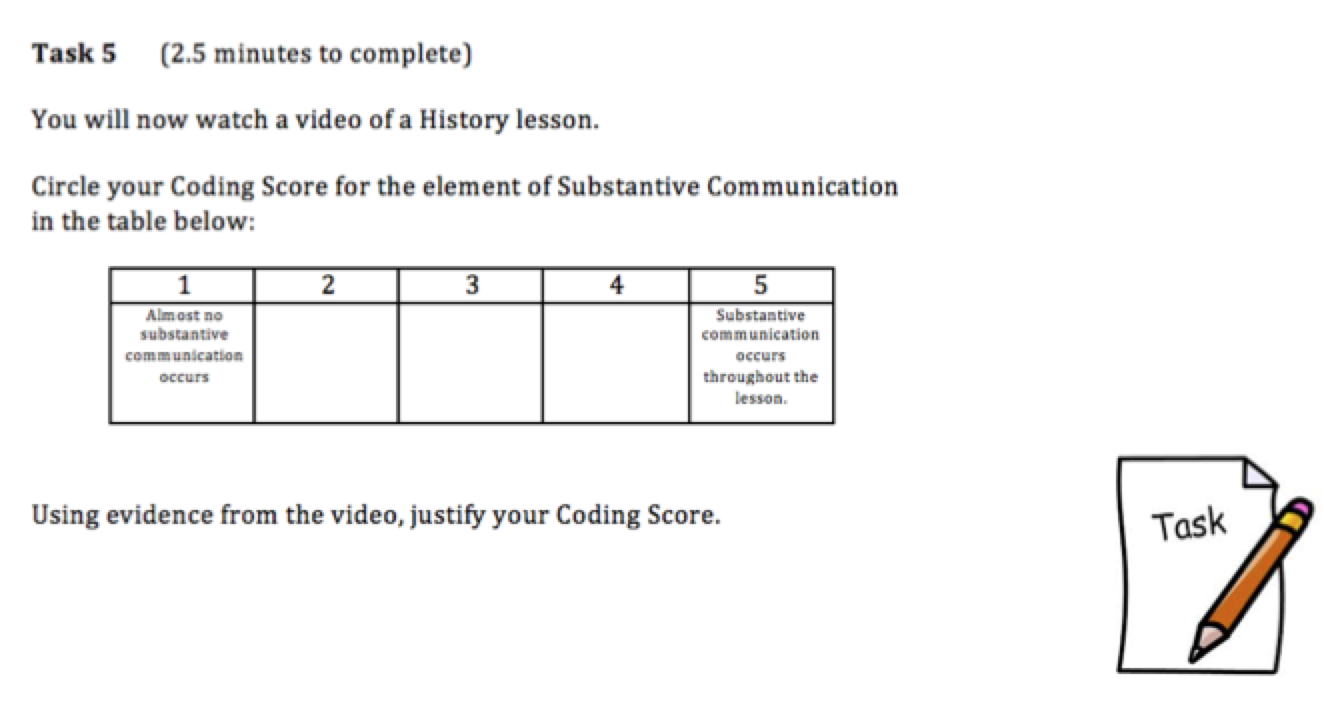 Task 5 (2.5 minutes to complete)
You will now watch a video of a History lesson.
Circle your Coding Score for the element of Substantive Communication
in the table below:
1 2 3 4 5
Almost no
substantive
communication
occurs
Substantive
communication
occurs
throughout the
lesson.
Using evidence from the video, justify your Coding Score.
Task